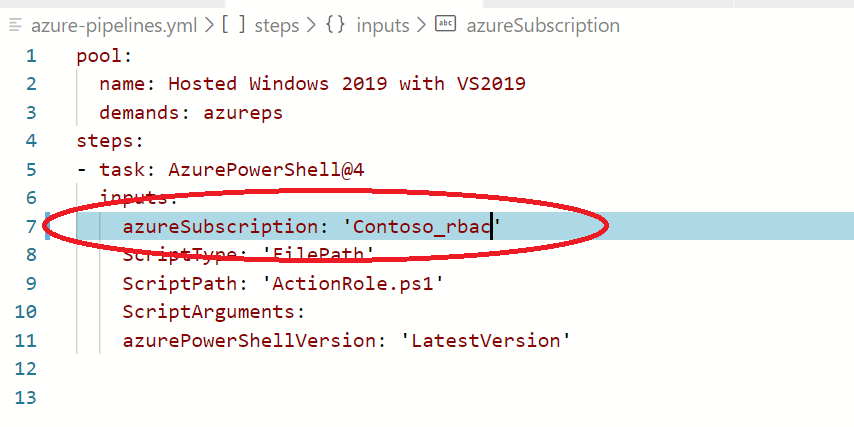 azure-pipelines.yml > [ ] steps > {} inputs > abc azureSubscription
1 pool:
2   name: Hosted Windows 2019 with VS2019
3   demands: azureps
4 steps:
5 - task: AzurePowerShell@4
6   inputs:
7     azureSubscription: 'Contoso_rbac'
8     ScriptType: 'FilePath'
9     ScriptPath: 'ActionRole.ps1'
10     ScriptArguments:
11     azurePowerShellVersion: 'LatestVersion'
12
13